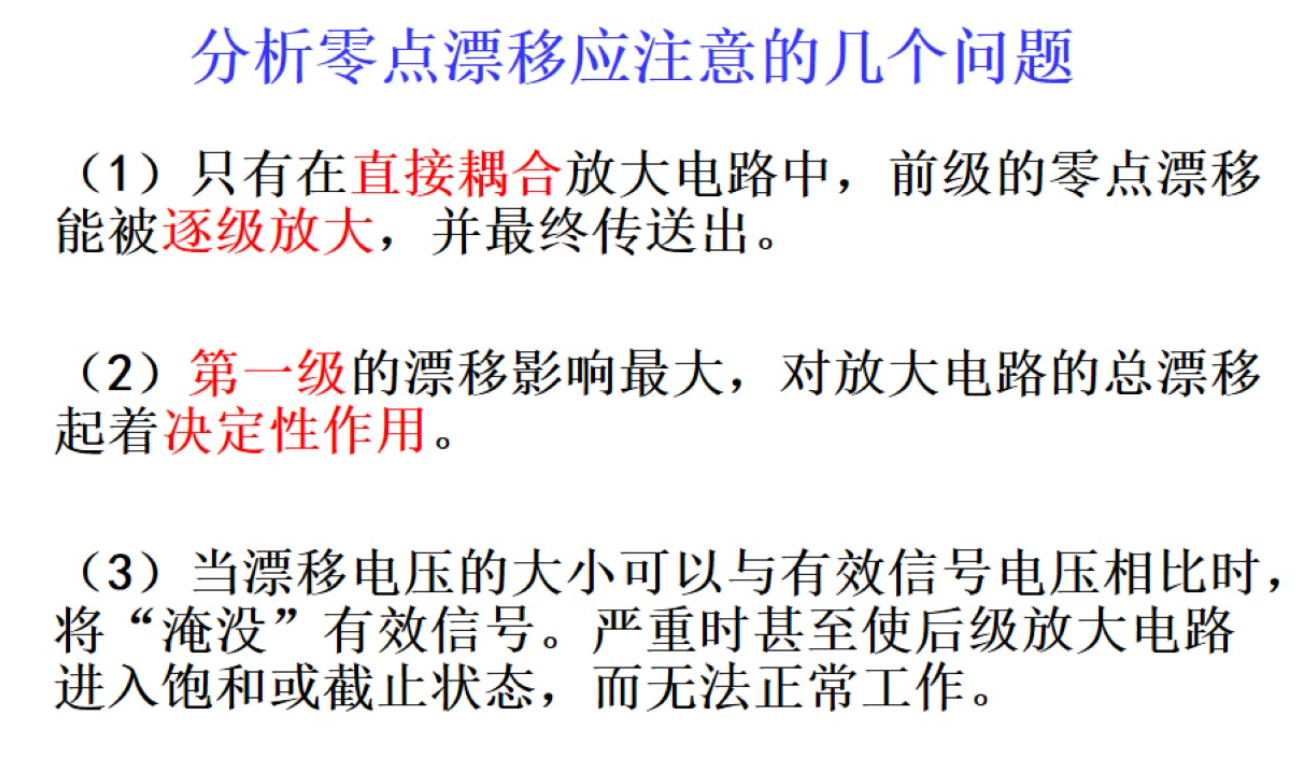 分析零点漂移应注意的几个问题
（1）只有在直接耦合放大电路中，前级的零点漂移
能被逐级放大，并最终传送出。
（2）第一级的漂移影响最大，对放大电路的总漂移
起着决定性作用。
（3）当漂移电压的大小可以与有效信号电压相比时，
将“淹没”有效信号。严重时甚至使后级放大电路
进入饱和或截止状态，而无法正常工作。